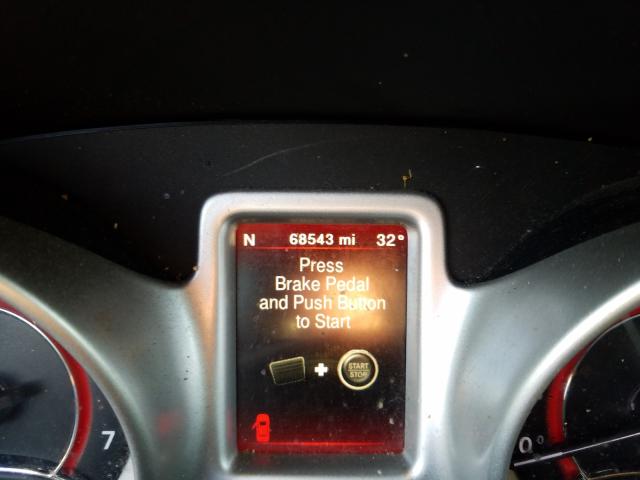 N 68543 mi 32°
Press
Brake Pedal
and Push Button
to Start
START
STOP
7
0°